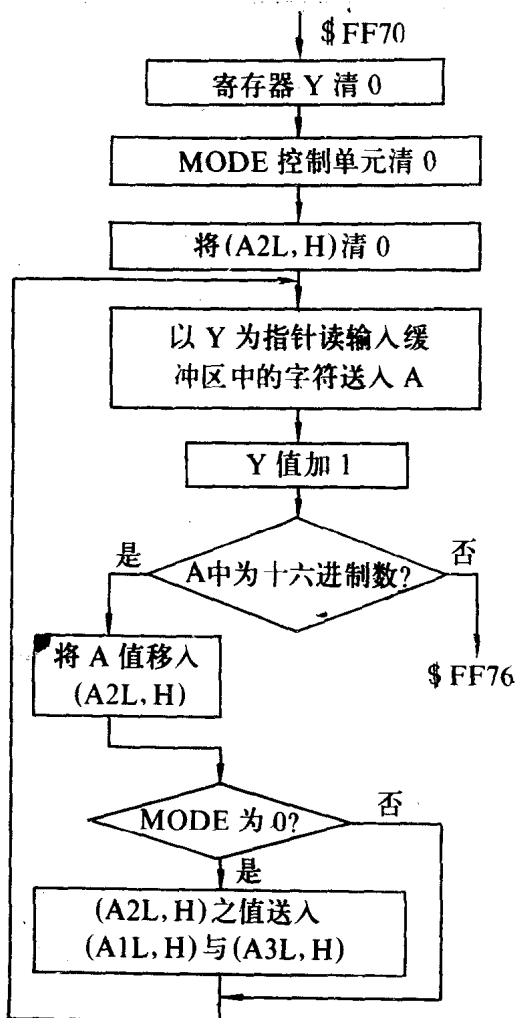 $FF70
寄存器 Y 清 0
MODE 控制单元清 0
将(A2L, H)清 0
以 Y 为指针读输入缓
冲区中的字符送入 A
Y 值加 1
是
A中为十六进制数?
否
将 A 值移入
(A2L, H)
$FF76
MODE 为 0?
否
是
(A2L, H)之值送入
(A1L, H)与(A3L, H)